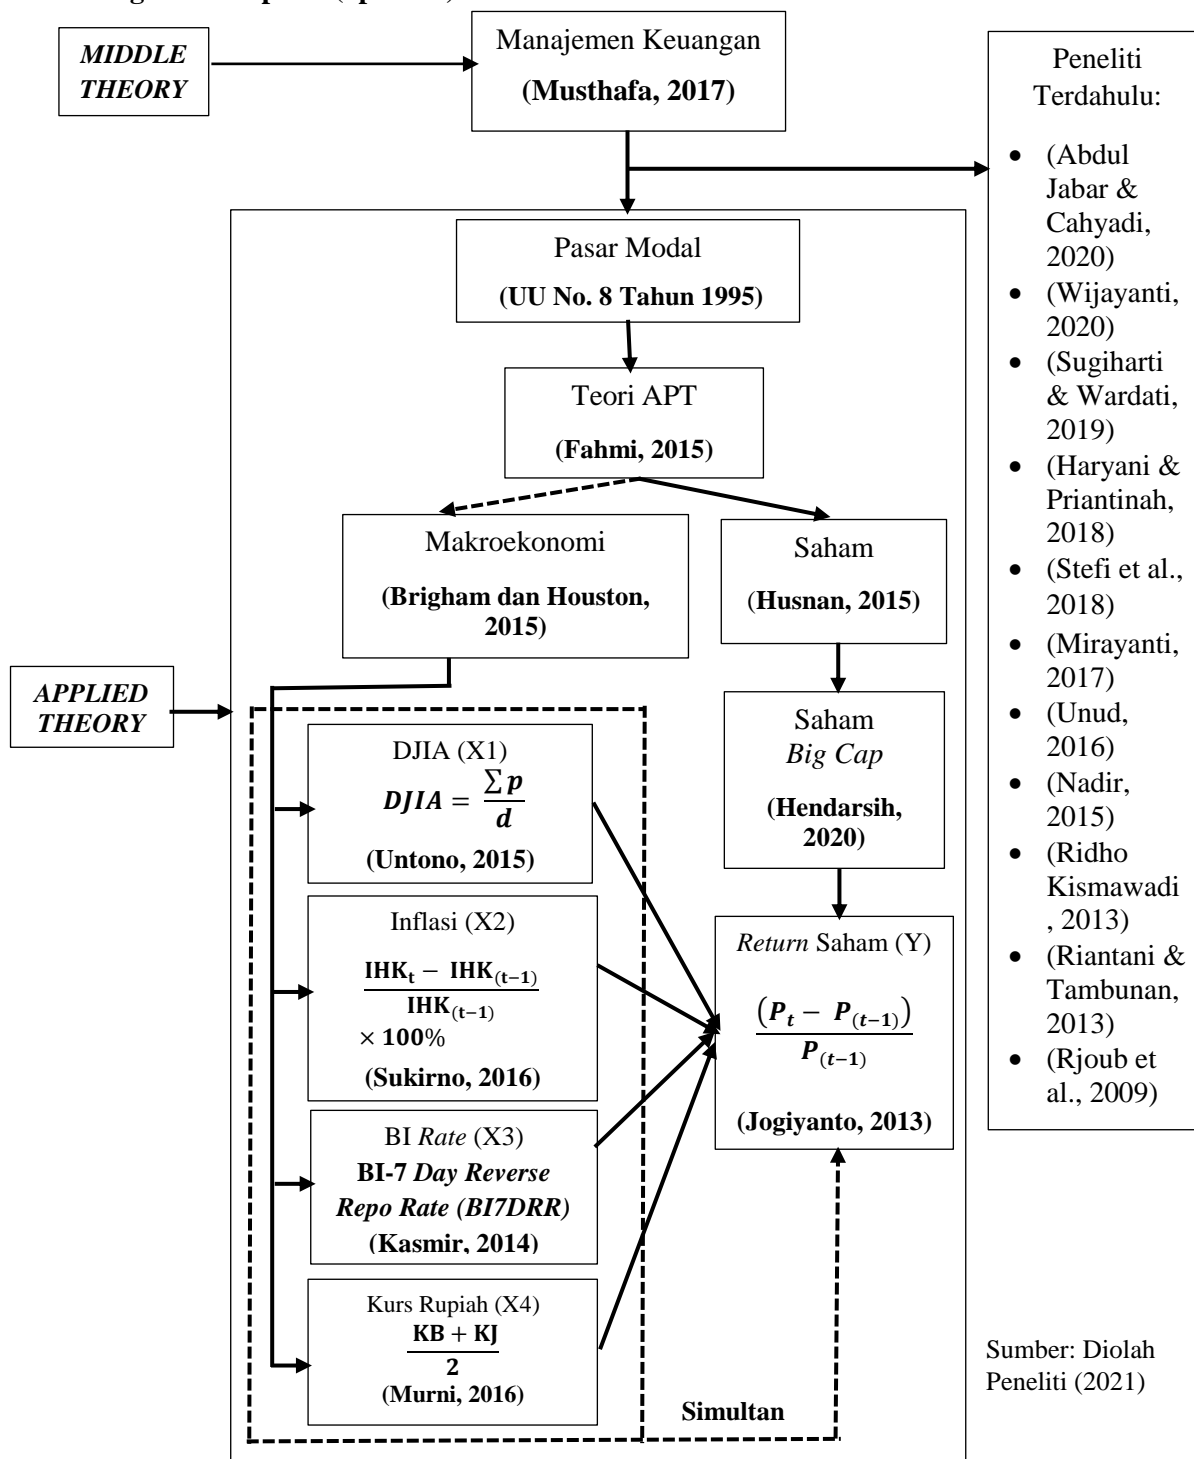 MIDDLE
THEORY
Manajemen Keuangan
(Musthafa, 2017)
Pasar Modal
(UU No. 8 Tahun 1995)
Teori APT
(Fahmi, 2015)
Makroekonomi
(Brigham dan Houston,
2015)
Saham
(Husnan, 2015)
APPLIED
THEORY
Saham
Big Cap
(Hendarsih,
2020)
DJIA (X1)
DJIA = ∑ p / d
(Untono, 2015)
Inflasi (X2)
IHKₜ − IHK₍ₜ₋₁₎
IHK₍ₜ₋₁₎
× 100%
(Sukirno, 2016)
BI Rate (X3)
BI-7 Day Reverse
Repo Rate (BI7DRR)
(Kasmir, 2014)
Kurs Rupiah (X4)
KB + KJ
2
(Murni, 2016)
Return Saham (Y)
(Pₜ − P₍ₜ₋₁₎)
P₍ₜ₋₁₎
(Jogiyanto, 2013)
Simultan
Peneliti
Terdahulu:
• (Abdul
Jabar &
Cahyadi,
2020)
• (Wijayanti,
2020)
• (Sugiharti
& Wardati,
2019)
• (Haryani &
Priantinah,
2018)
• (Stefi et al.,
2018)
• (Mirayanti,
2017)
• (Unud,
2016)
• (Nadir,
2015)
• (Ridho
Kismawadi
, 2013)
• (Riantani &
Tambunan,
2013)
• (Rjoub et
al., 2009)
Sumber: Diolah
Peneliti (2021)